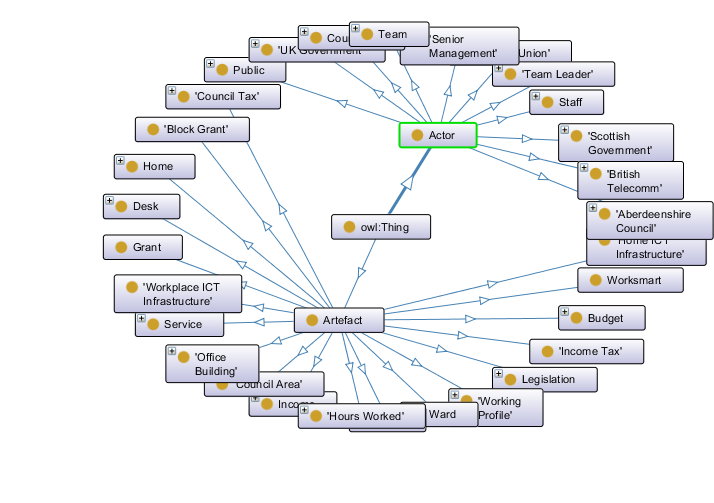 Team
'Senior
Management'
Union'
Public
'Team Leader'
'Council Tax'
Staff
'Block Grant'
Actor
'Scottish
Government'
Home
'British
Telecomm'
Desk
'Aberdeenshire
Council'
owl:Thing
Grant
Infrastructure'
Worksmart
'Workplace ICT
Infrastructure'
Service
Artefact
Budget
'Income Tax'
'Office
Building'
Legislation
Council Area'
'Working
Profile'
'Hours Worked'
Ward